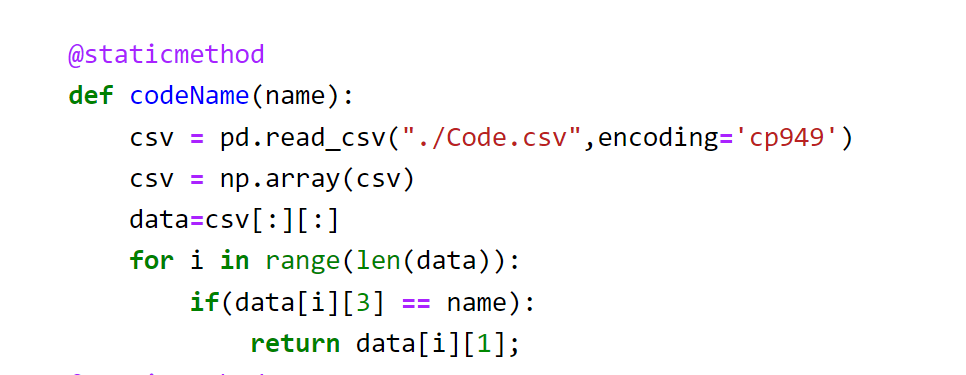 @staticmethod
def codeName(name):
    csv = pd.read_csv("./Code.csv",encoding='cp949')
    csv = np.array(csv)
    data=csv[:][:]
    for i in range(len(data)):
        if(data[i][3] == name):
            return data[i][1];